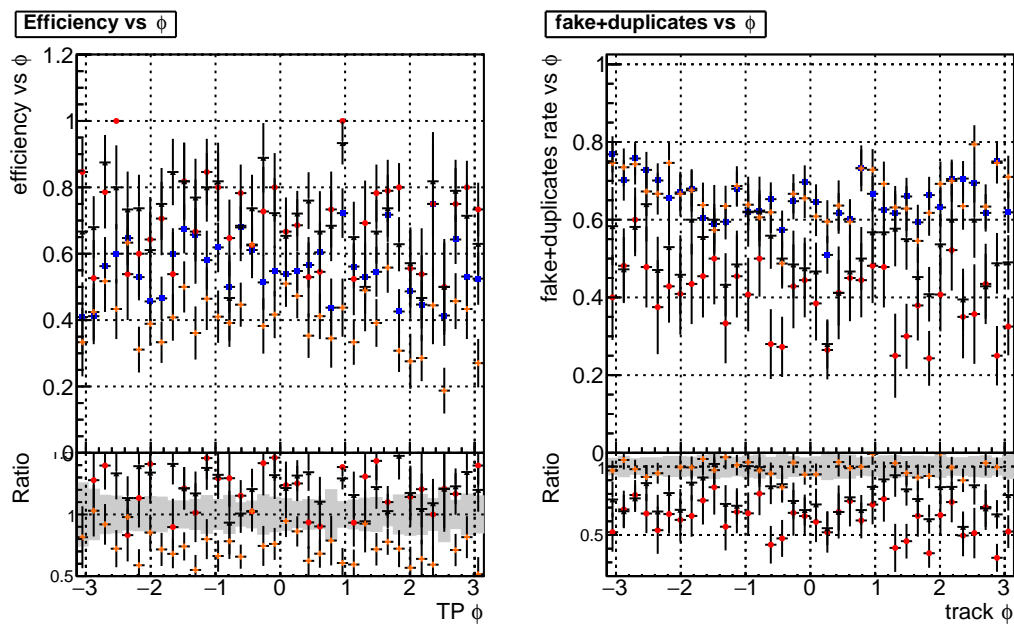 Efficiency vs ϕ
efficiency vs ϕ
1.2
1
0.8
0.6
0.4
0.2
0
Ratio
1
0.5
−3 −2 −1 0 1 2 3
TP ϕ
fake+duplicates vs ϕ
fake+duplicates rate vs ϕ
1
0.8
0.6
0.4
0.2
0
Ratio
1
0.5
−3 −2 −1 0 1 2 3
track ϕ